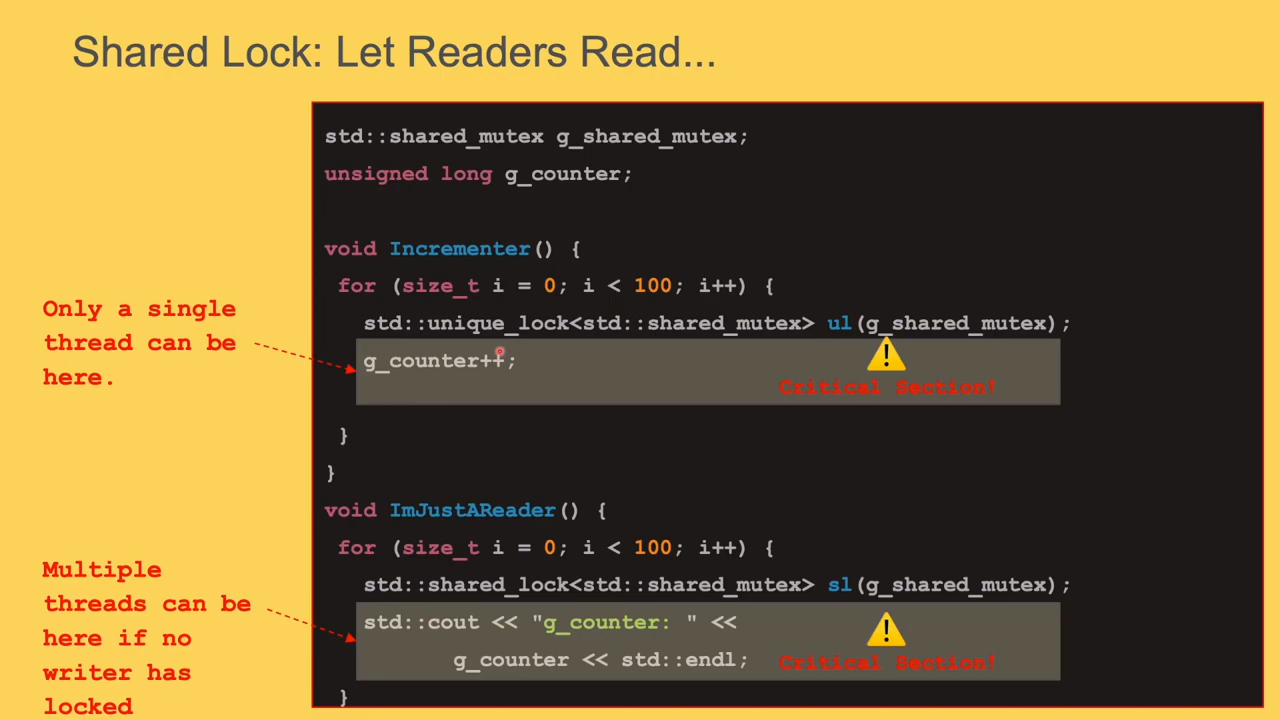 Shared Lock: Let Readers Read...
std::shared_mutex g_shared_mutex;
unsigned long g_counter;
void Incrementer() {
for (size_t i = 0; i < 100; i++) {
std::unique_lock<std::shared_mutex> ul(g_shared_mutex);
g_counter++;
Critical Section!
}
}
Only a single
thread can be
here.
void ImJustAReader() {
for (size_t i = 0; i < 100; i++) {
std::shared_lock<std::shared_mutex> sl(g_shared_mutex);
std::cout << "g_counter: " <<
g_counter << std::endl;
Critical Section!
}
Multiple
threads can be
here if no
writer has
locked